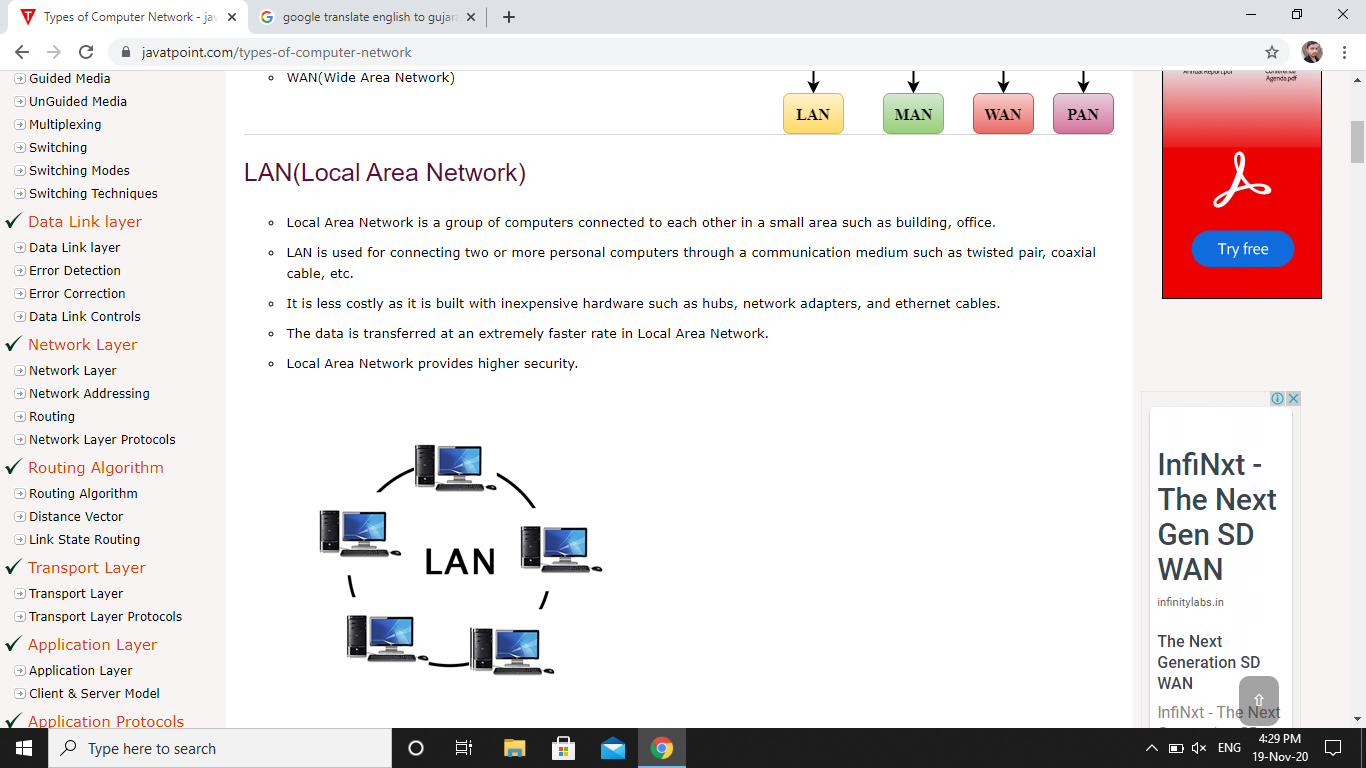 Types of Computer Network - jav
google translate english to gujara
javatpoint.com/types-of-computer-network
Guided Media
UnGuided Media
Multiplexing
Switching
Switching Modes
Switching Techniques
Data Link layer
Data Link layer
Error Detection
Error Correction
Data Link Controls
Network Layer
Network Layer
Network Addressing
Routing
Network Layer Protocols
Routing Algorithm
Routing Algorithm
Distance Vector
Link State Routing
Transport Layer
Transport Layer
Transport Layer Protocols
Application Layer
Application Layer
Client & Server Model
Application Protocols
WAN(Wide Area Network)
LAN MAN WAN PAN
LAN(Local Area Network)
Local Area Network is a group of computers connected to each other in a small area such as building, office.
LAN is used for connecting two or more personal computers through a communication medium such as twisted pair, coaxial
cable, etc.
It is less costly as it is built with inexpensive hardware such as hubs, network adapters, and ethernet cables.
The data is transferred at an extremely faster rate in Local Area Network.
Local Area Network provides higher security.
LAN
Annual Report.pdf
Conference
Agenda.pdf
Try free
InfiNxt -
The Next
Gen SD
WAN
infinitylabs.in
The Next
Generation SD
WAN
InfiNxt - The Next
Type here to search
ENG
4:29 PM
19-Nov-20